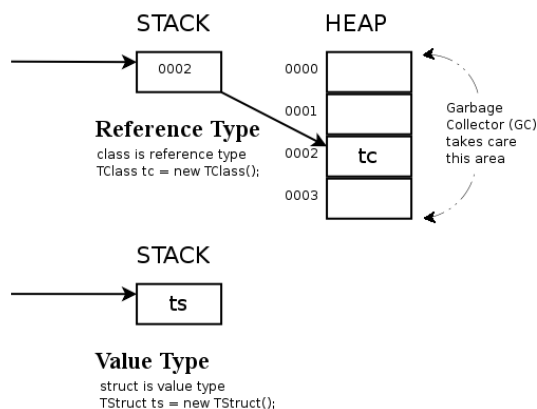 STACK
HEAP
0002
0000
0001
0002
tc
0003
Garbage
Collector (GC)
takes care
this area
Reference Type
class is reference type
TClass tc = new TClass();
STACK
ts
Value Type
struct is value type
TStruct ts = new TStruct();